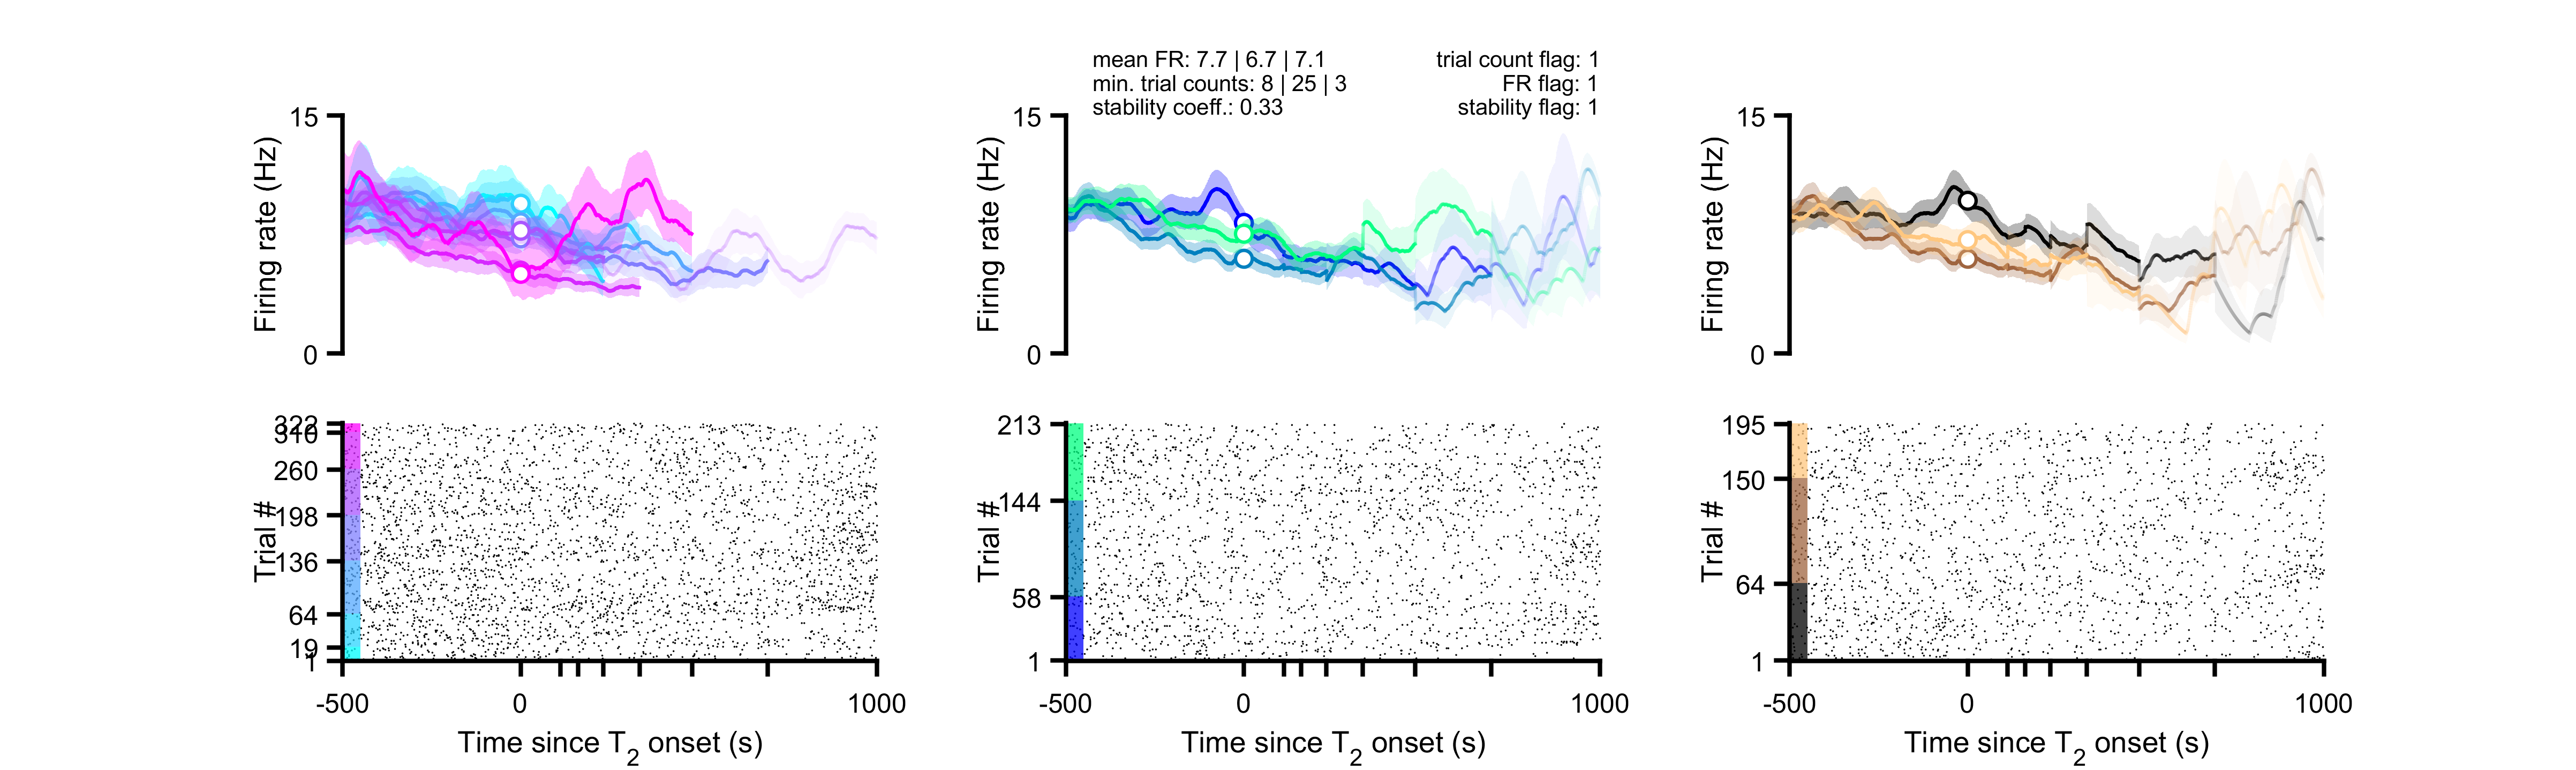 mean FR: 7.7 | 6.7 | 7.1
trial count flag: 1
min. trial counts: 8 | 25 | 3
FR flag: 1
stability coeff.: 0.33
stability flag: 1
15
Firing rate (Hz)
0
15
Firing rate (Hz)
0
15
Firing rate (Hz)
0
322
310
260
198
136
64
19
1
Trial #
-500
0
1000
Time since T2 onset (s)
213
144
58
1
Trial #
-500
0
1000
Time since T2 onset (s)
195
150
64
1
Trial #
-500
0
1000
Time since T2 onset (s)